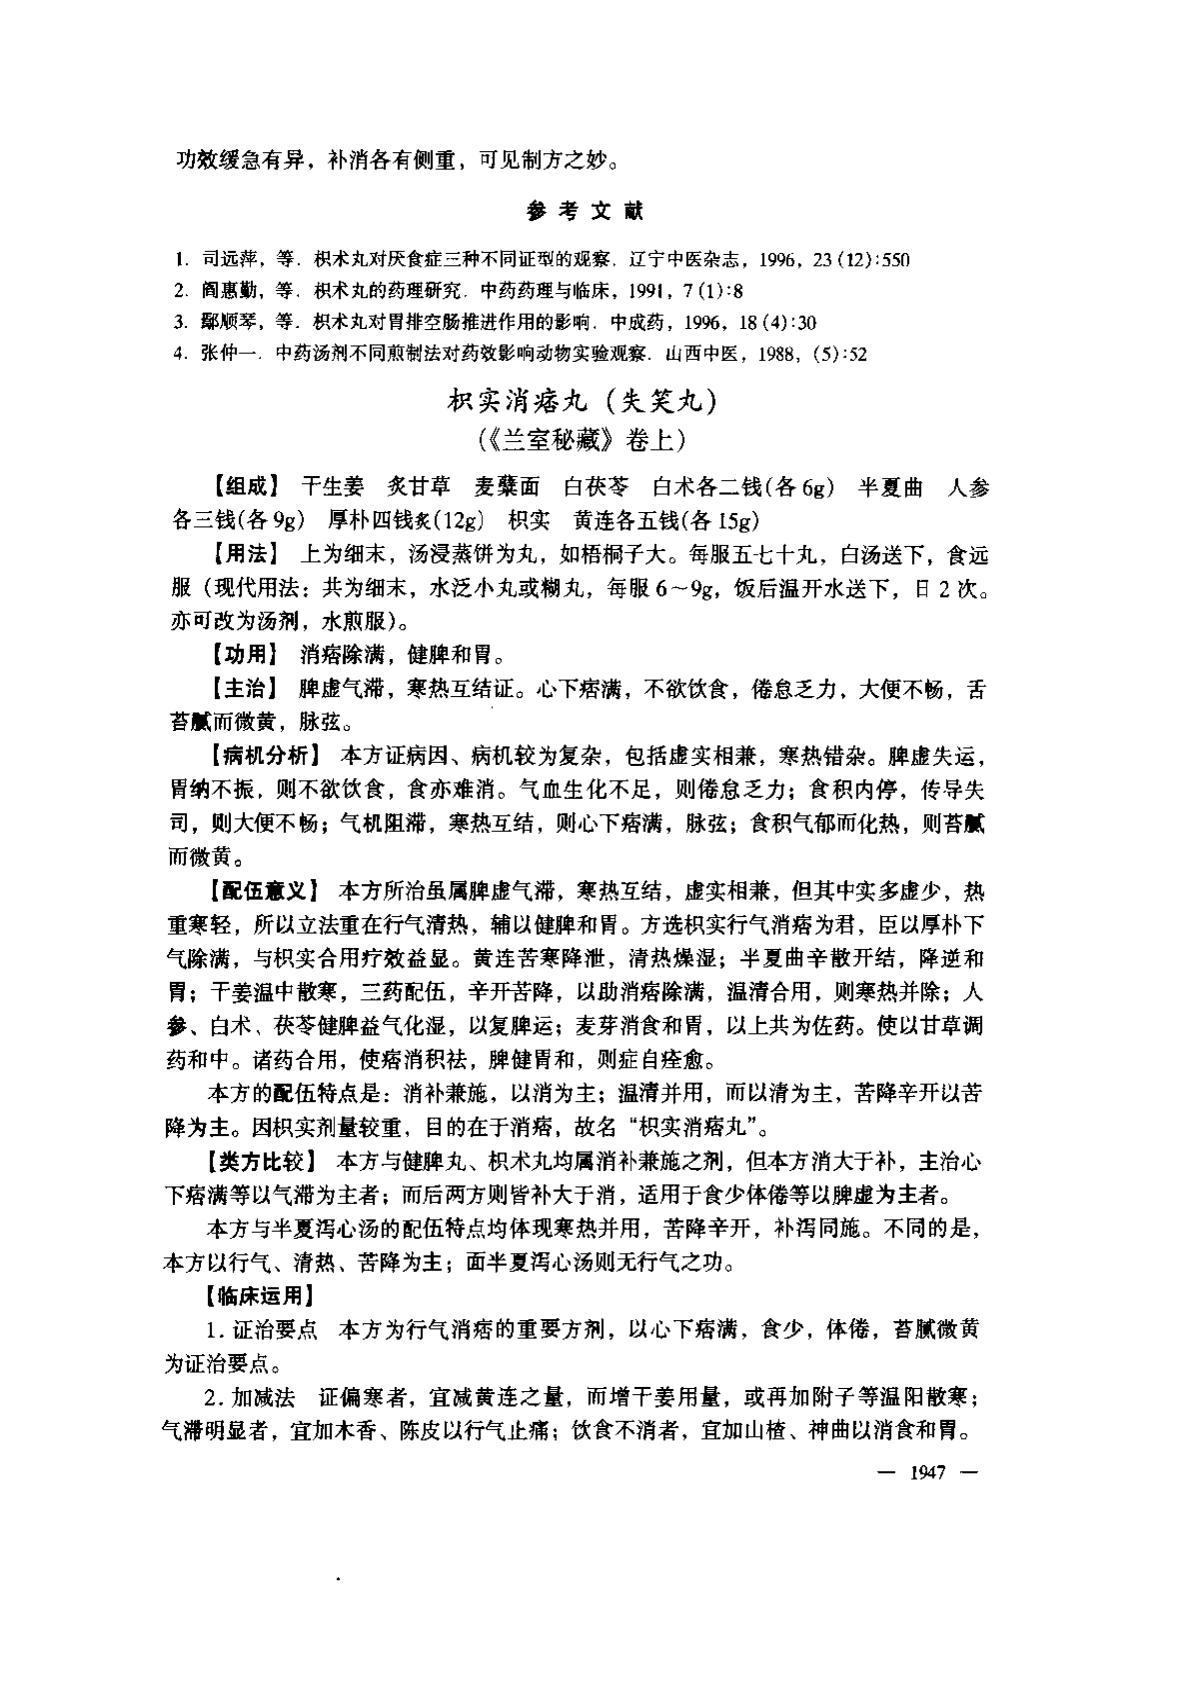 功效缓急有异，补消各有侧重，可见制方之妙。
参考文献
1. 司远萍，等. 枳术丸对厌食症三种不同证型的观察. 辽宁中医杂志，1996，23（12）:550
2. 阎惠勤，等. 枳术丸的药理研究. 中药药理与临床，1991，7（1）:8
3. 鄢顺琴，等. 枳术丸对胃排空肠推进作用的影响. 中成药，1996，18（4）:30
4. 张仲一. 中药汤剂不同煎制法对药效影响动物实验观察. 山西中医，1988，（5）:52
枳实消痞丸（失笑丸）
（《兰室秘藏》卷上）
【组成】 干生姜 炙甘草 麦蘖面 白茯苓 白术各二钱(各6g) 半夏曲 人参
各三钱(各9g) 厚朴四钱炙(12g) 枳实 黄连各五钱(各15g)
【用法】 上为细末，汤浸蒸饼为丸，如梧桐子大。每服五七十丸，白汤送下，食远
服（现代用法：共为细末，水泛小丸或糊丸，每服6～9g，饭后温开水送下，日2次。
亦可改为汤剂，水煎服）。
【功用】 消痞除满，健脾和胃。
【主治】 脾虚气滞，寒热互结证。心下痞满，不欲饮食，倦怠乏力，大便不畅，舌
苔腻而微黄，脉弦。
【病机分析】 本方证病因、病机较为复杂，包括虚实相兼，寒热错杂。脾虚失运，
胃纳不振，则不欲饮食，食亦难消。气血生化不足，则倦怠乏力；食积内停，传导失
司，则大便不畅；气机阻滞，寒热互结，则心下痞满，脉弦；食积气郁而化热，则苔腻
而微黄。
【配伍意义】 本方所治虽属脾虚气滞，寒热互结，虚实相兼，但其中实多虚少，热
重寒轻，所以立法重在行气清热，辅以健脾和胃。方选枳实行气消痞为君，臣以厚朴下
气除满，与枳实合用疗效益显。黄连苦寒降泄，清热燥湿；半夏曲辛散开结，降逆和
胃；干姜温中散寒，三药配伍，辛开苦降，以助消痞除满，温清合用，则寒热并除；人
参、白术、茯苓健脾益气化湿，以复脾运；麦芽消食和胃，以上共为佐药。使以甘草调
药和中。诸药合用，使痞消积祛，脾健胃和，则症自痊愈。
本方的配伍特点是：消补兼施，以消为主；温清并用，而以清为主，苦降辛开以苦
降为主。因枳实剂量较重，目的在于消痞，故名“枳实消痞丸”。
【类方比较】 本方与健脾丸、枳术丸均属消补兼施之剂，但本方消大于补，主治心
下痞满等以气滞为主者；而后两方则皆补大于消，适用于食少体倦等以脾虚为主者。
本方与半夏泻心汤的配伍特点均体现寒热并用，苦降辛开，补泻同施。不同的是，
本方以行气、清热、苦降为主；面半夏泻心汤则无行气之功。
【临床运用】
1. 证治要点 本方为行气消痞的重要方剂，以心下痞满，食少，体倦，苔腻微黄
为证治要点。
2. 加减法 证偏寒者，宜减黄连之量，而增干姜用量，或再加附子等温阳散寒；
气滞明显者，宜加木香、陈皮以行气止痛；饮食不消者，宜加山楂、神曲以消食和胃。
— 1947 —